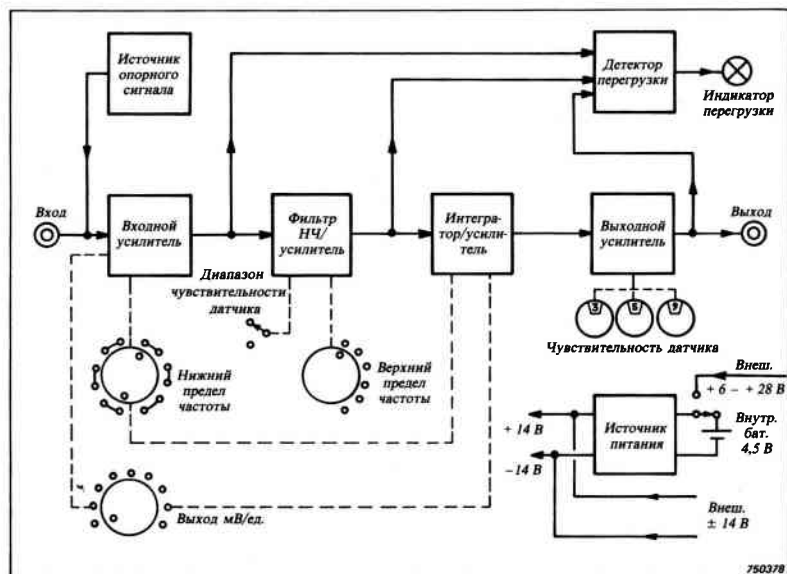 Источник
опорного
сигнала
Детектор
перегрузки
Индикатор
перегрузки
Вход
Входной
усилитель
Фильтр
НЧ/
усилитель
Интегра-
тор/усили-
тель
Выходной
усилитель
Выход
Диапазон
чувствительности
датчика
3
5
9
Чувствительность датчика
Нижний
предел
частоты
Верхний
предел
частоты
Внеш.
+ 6 – + 28 В
+ 14 В
–14 В
Источник
питания
Внутр.
бат.
4,5 В
Выход мВ/ед.
Внеш.
± 14 В
750378